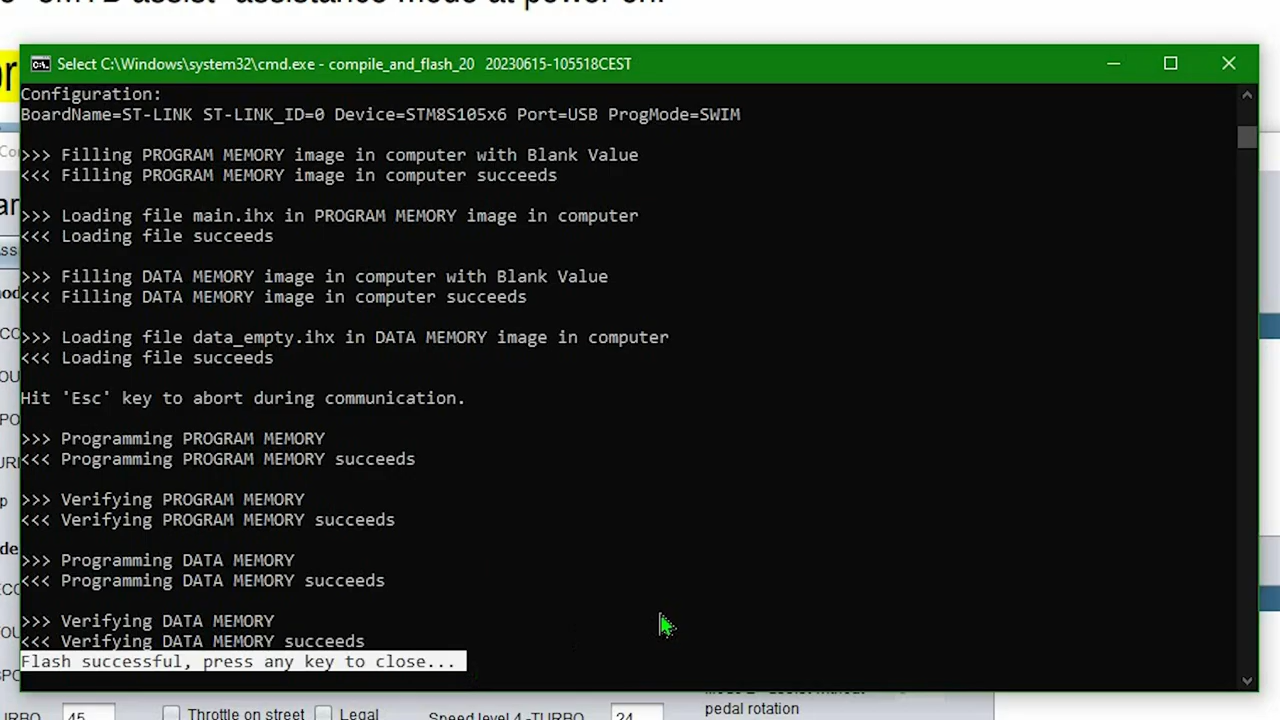 eMTB assist" assistance mode at power on.
Select C:\Windows\system32\cmd.exe - compile_and_flash_20   20230615-105518CEST
Configuration:
BoardName=ST-LINK ST-LINK_ID=0 Device=STM8S105x6 Port=USB ProgMode=SWIM
>>> Filling PROGRAM MEMORY image in computer with Blank Value
<<< Filling PROGRAM MEMORY image in computer succeeds
>>> Loading file main.ihx in PROGRAM MEMORY image in computer
<<< Loading file succeeds
>>> Filling DATA MEMORY image in computer with Blank Value
<<< Filling DATA MEMORY image in computer succeeds
>>> Loading file data_empty.ihx in DATA MEMORY image in computer
<<< Loading file succeeds
Hit 'Esc' key to abort during communication.
>>> Programming PROGRAM MEMORY
<<< Programming PROGRAM MEMORY succeeds
>>> Verifying PROGRAM MEMORY
<<< Verifying PROGRAM MEMORY succeeds
>>> Programming DATA MEMORY
<<< Programming DATA MEMORY succeeds
>>> Verifying DATA MEMORY
<<< Verifying DATA MEMORY succeeds
Flash successful, press any key to close...
pedal rotation
45 Throttle on street Legal Speed level 4 -TURBO 24